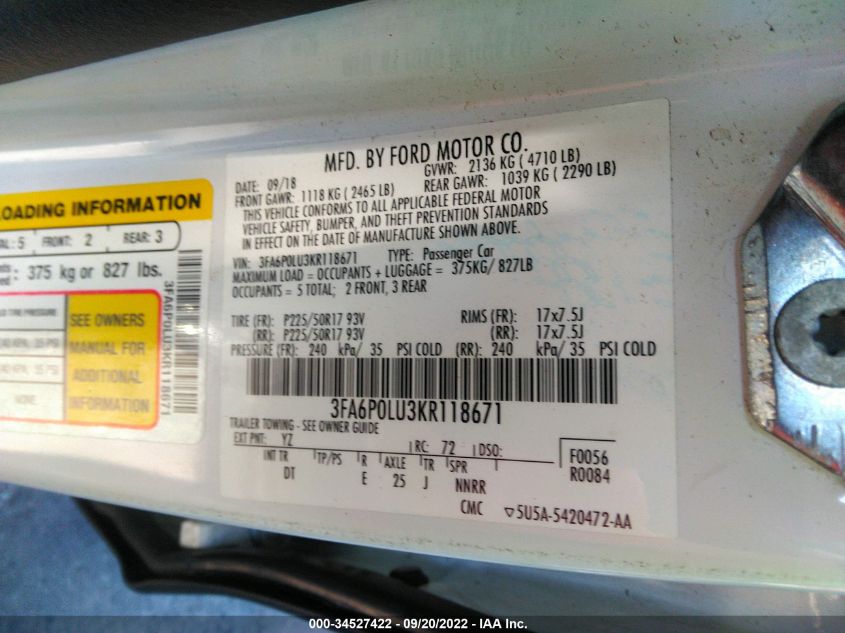 LOADING INFORMATION
AL: 5 FRONT: 2 REAR: 3
375 kg or 827 lbs.
TIRE PRESSURE
35 PSI
35 PSI
NONE
SEE OWNERS
MANUAL FOR
ADDITIONAL
INFORMATION
3FA6P0LU3KR118671
MFD. BY FORD MOTOR CO.
DATE: 09/18 GVWR: 2136 KG ( 4710 LB)
FRONT GAWR: 1118 KG ( 2465 LB) REAR GAWR: 1039 KG ( 2290 LB)
THIS VEHICLE CONFORMS TO ALL APPLICABLE FEDERAL MOTOR
VEHICLE SAFETY, BUMPER, AND THEFT PREVENTION STANDARDS
IN EFFECT ON THE DATE OF MANUFACTURE SHOWN ABOVE.
VIN: 3FA6P0LU3KR118671 TYPE: Passenger Car
MAXIMUM LOAD = OCCUPANTS + LUGGAGE = 375KG/ 827LB
OCCUPANTS = 5 TOTAL; 2 FRONT, 3 REAR
TIRE (FR): P225/50R17 93V RIMS (FR): 17x7.5J
(RR): P225/50R17 93V (RR): 17x7.5J
PRESSURE (FR): 240 kPa/ 35 PSI COLD (RR): 240 kPa/ 35 PSI COLD
3FA6P0LU3KR118671
TRAILER TOWING - SEE OWNER GUIDE
EXT PNT: YZ RC: 72 DSO: F0056
INT TR TP/PS R AXLE TR SPR R0084
DT E 25 J NNRR
CMC 5U5A-5420472-AA
000-34527422 - 09/20/2022 - IAA Inc.